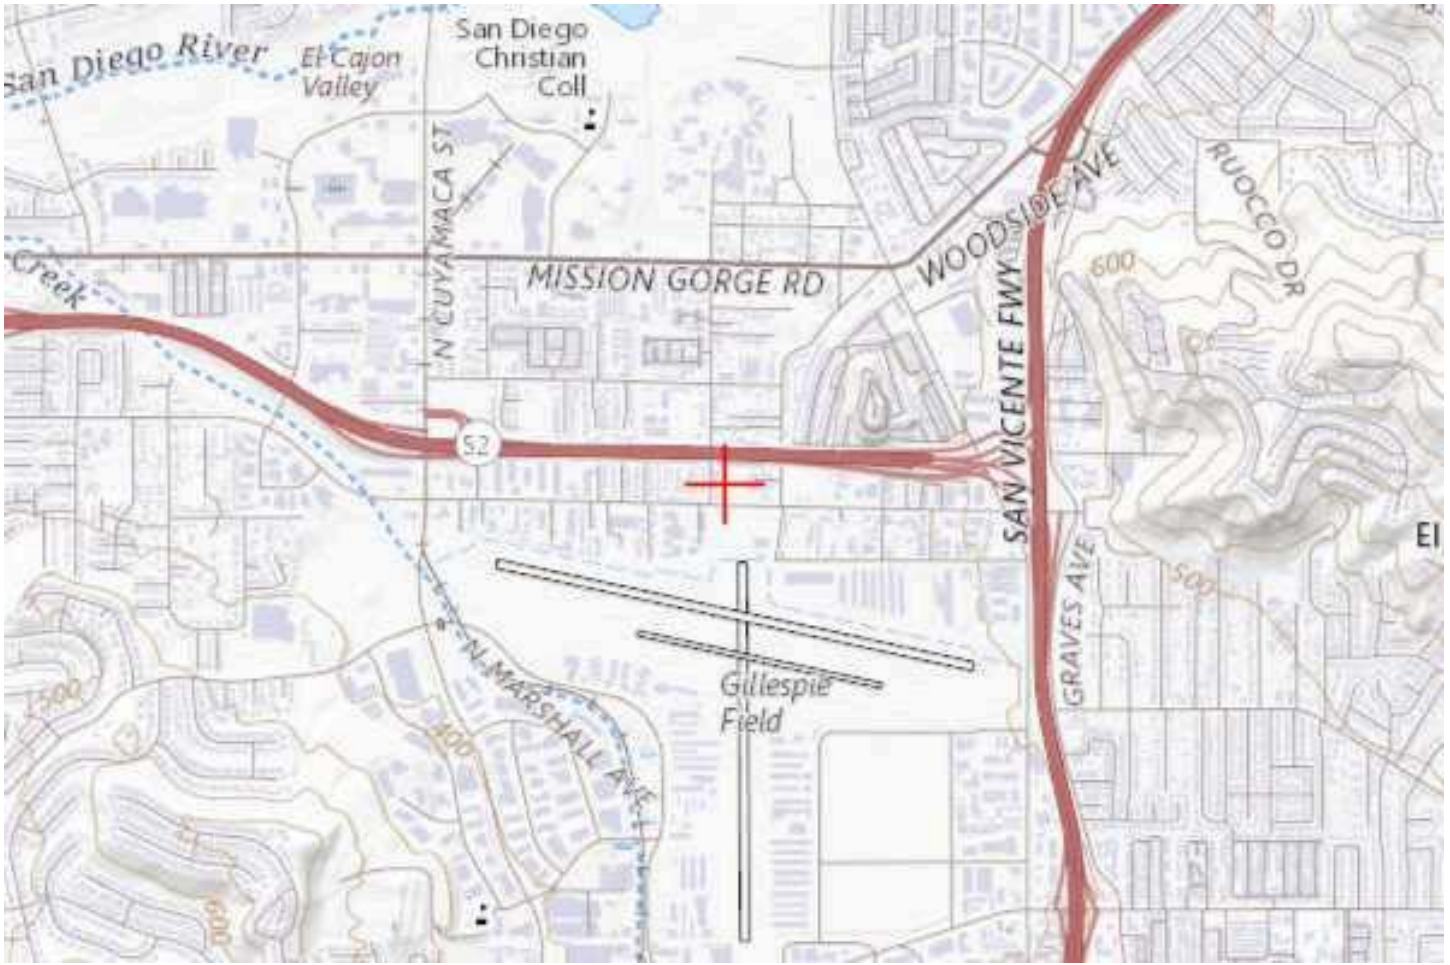 San Diego River
El Cajon
Valley
San Diego
Christian
Coll
N CUYAMACA ST
WOODSIDE AVE
RUOCCO DR
Creek
MISSION GORGE RD
600
SAN VICENTE FWY
52
El
500
GRAVES AVE
500
N MARSHALL AVE
Gillespie
Field
400
600